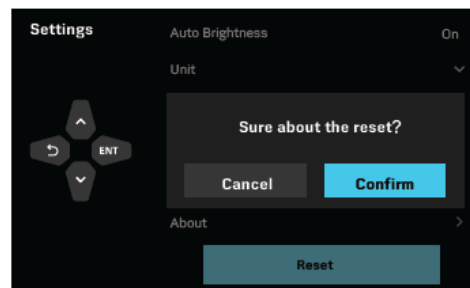 Settings
Auto Brightness On
Unit
ENT
Sure about the reset?
Cancel Confirm
About
Reset